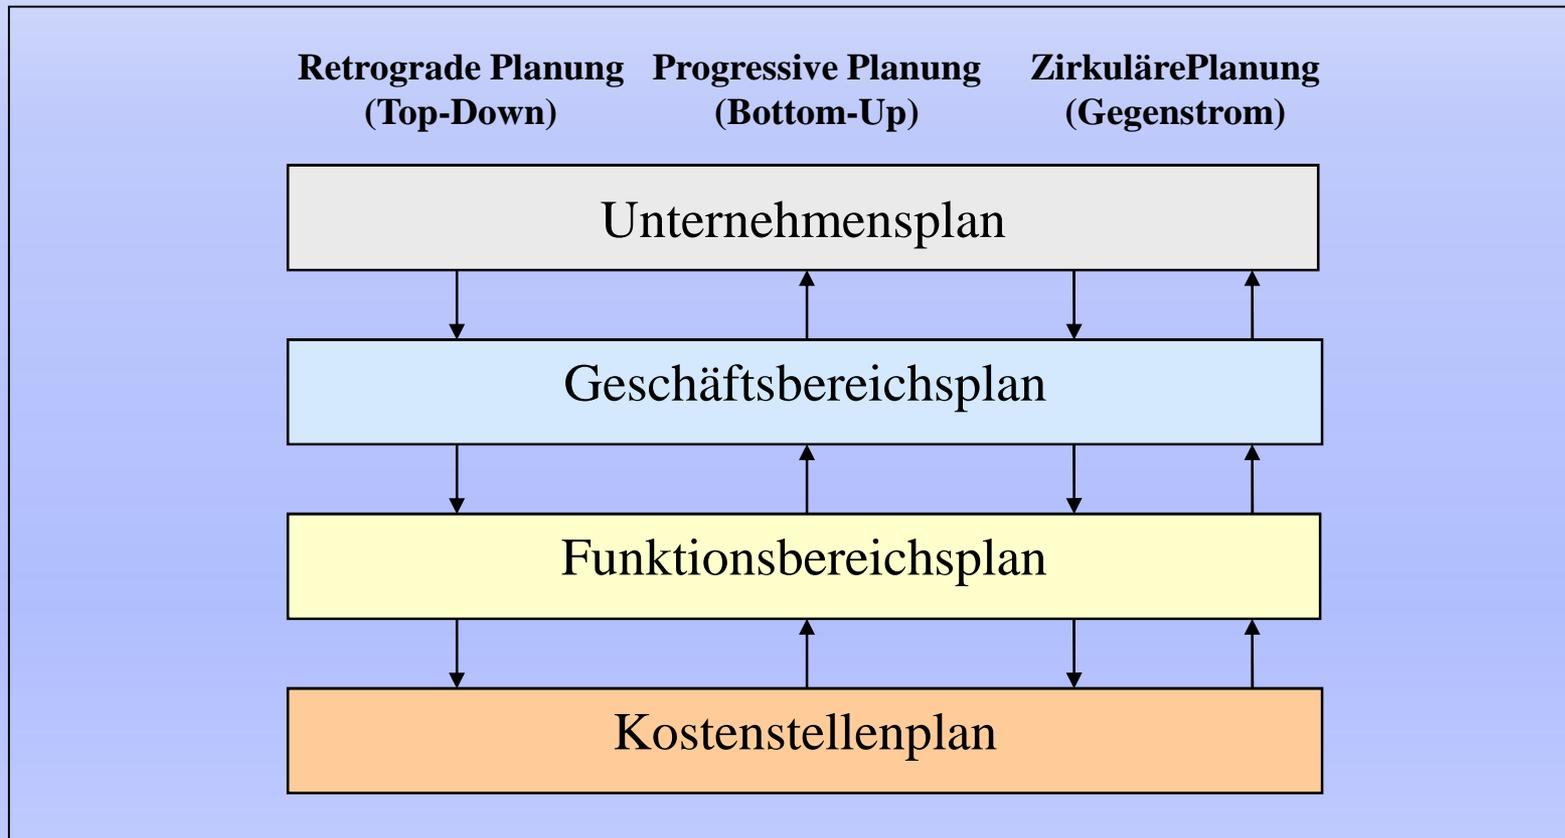 Retrograde Planung Progressive Planung ZirkulärePlanung
(Top-Down) (Bottom-Up) (Gegenstrom)
Unternehmensplan
Geschäftsbereichsplan
Funktionsbereichsplan
Kostenstellenplan